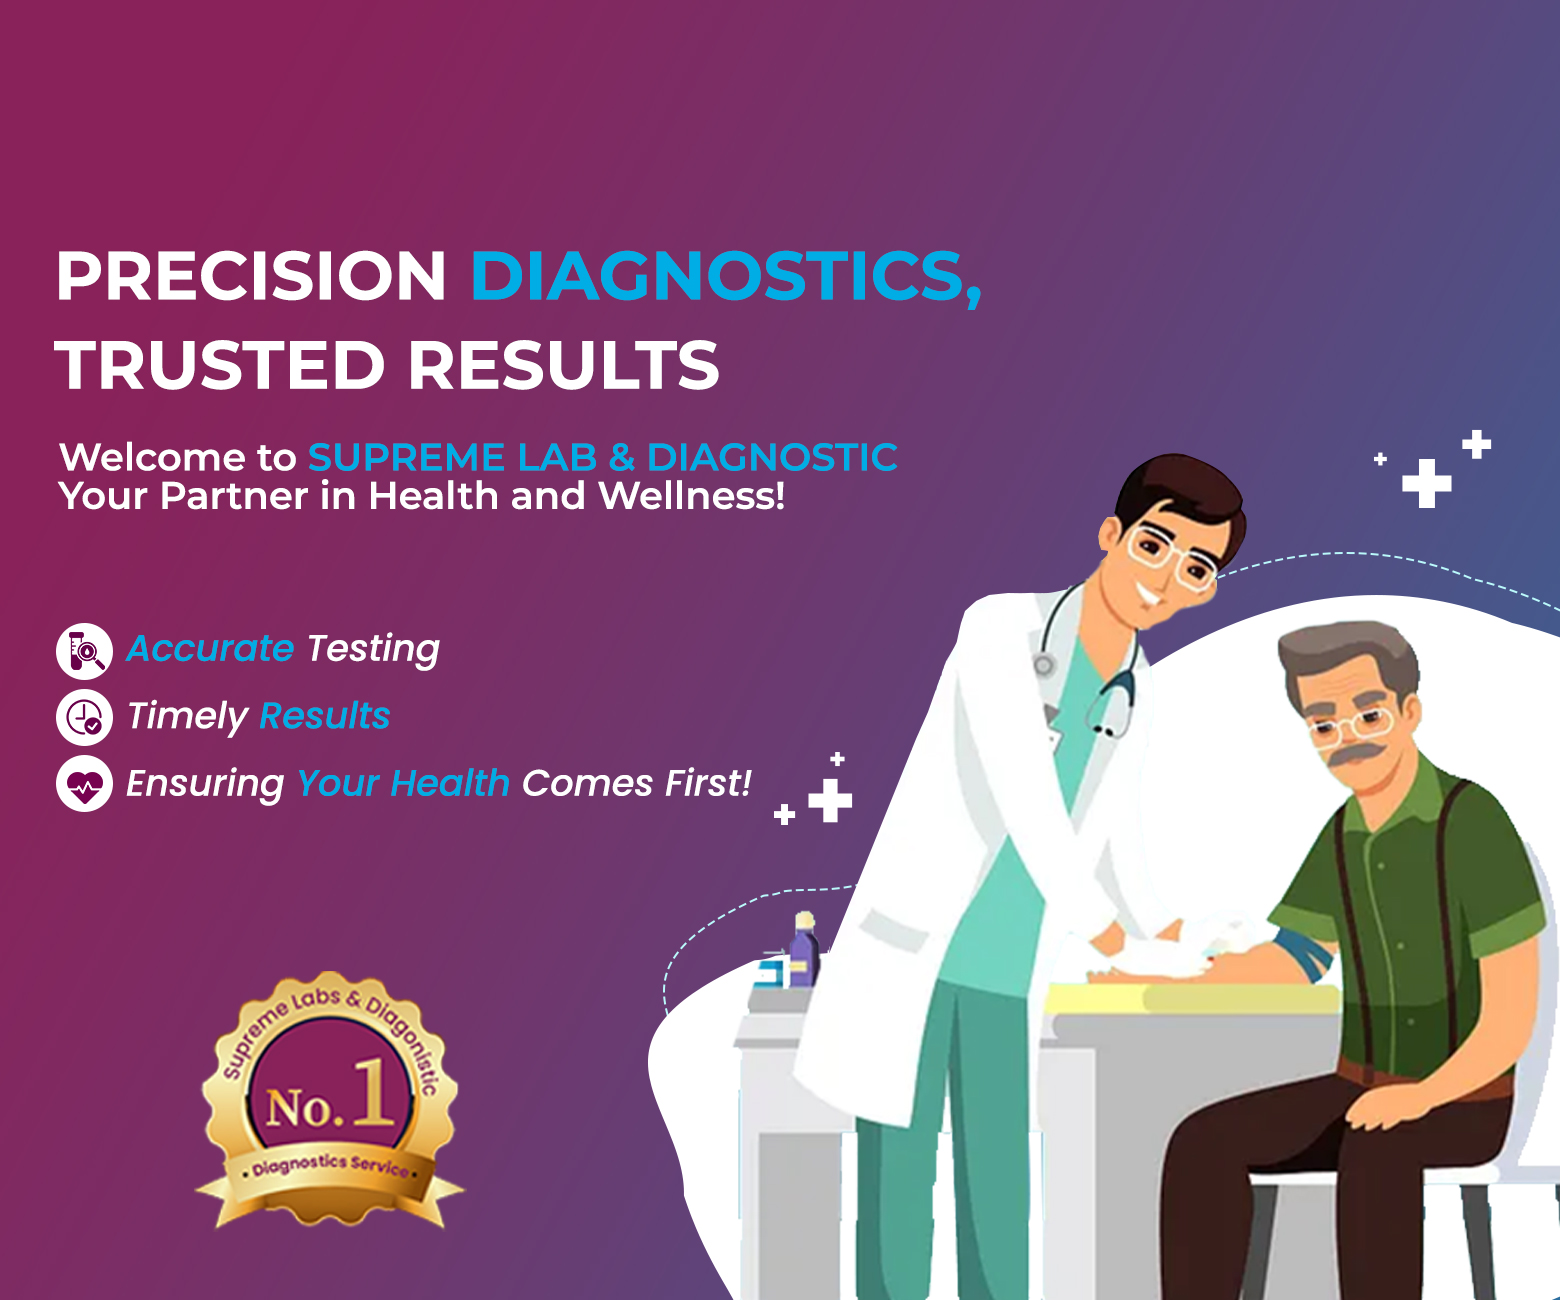 PRECISION DIAGNOSTICS,
TRUSTED RESULTS
Welcome to SUPREME LAB & DIAGNOSTIC
Your Partner in Health and Wellness!
Accurate Testing
Timely Results
Ensuring Your Health Comes First!
Supreme Labs & Diagonistic
No.1
Diagnostics Service